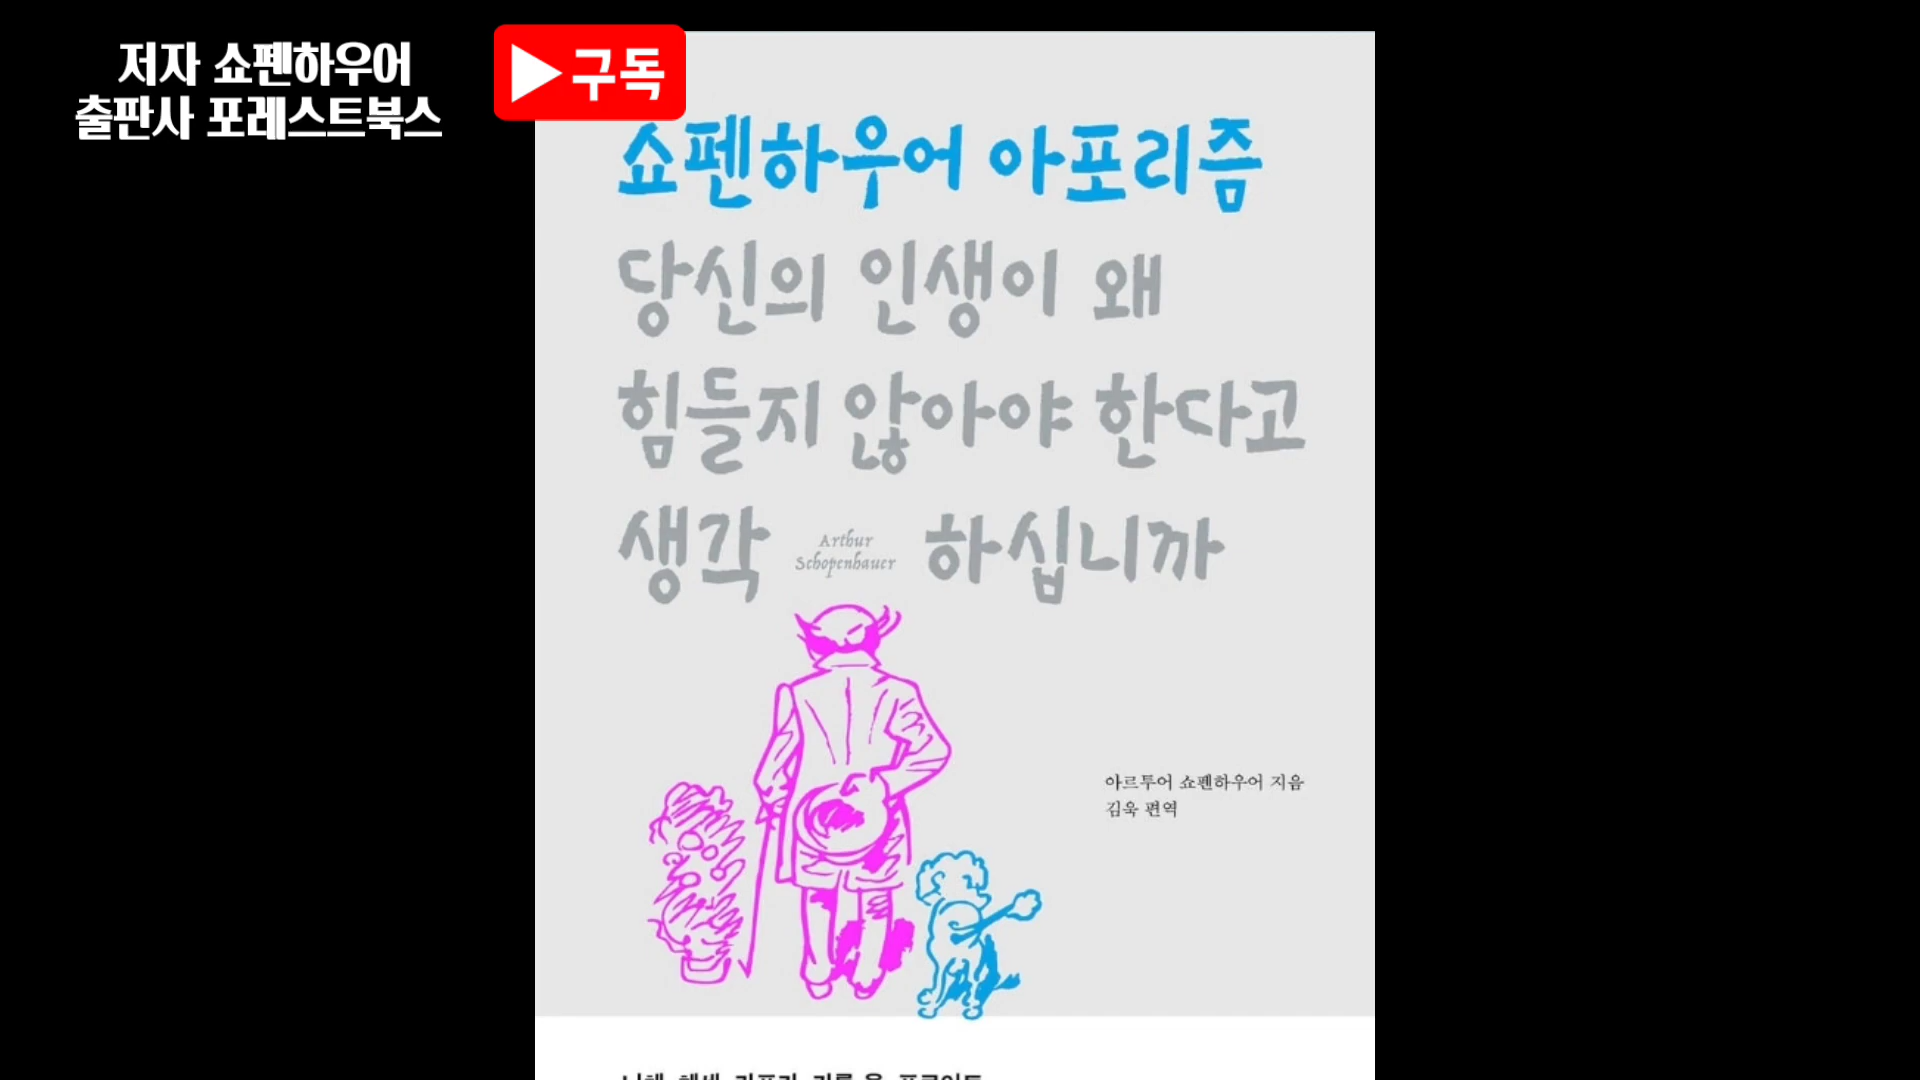 저자 쇼펜하우어
출판사 포레스트북스
구독
쇼펜하우어 아포리즘
당신의 인생이 왜
힘들지 않아야 한다고
생각 하십니까
Arthur
Schopenhauer
아르투어 쇼펜하우어 지음
김욱 편역